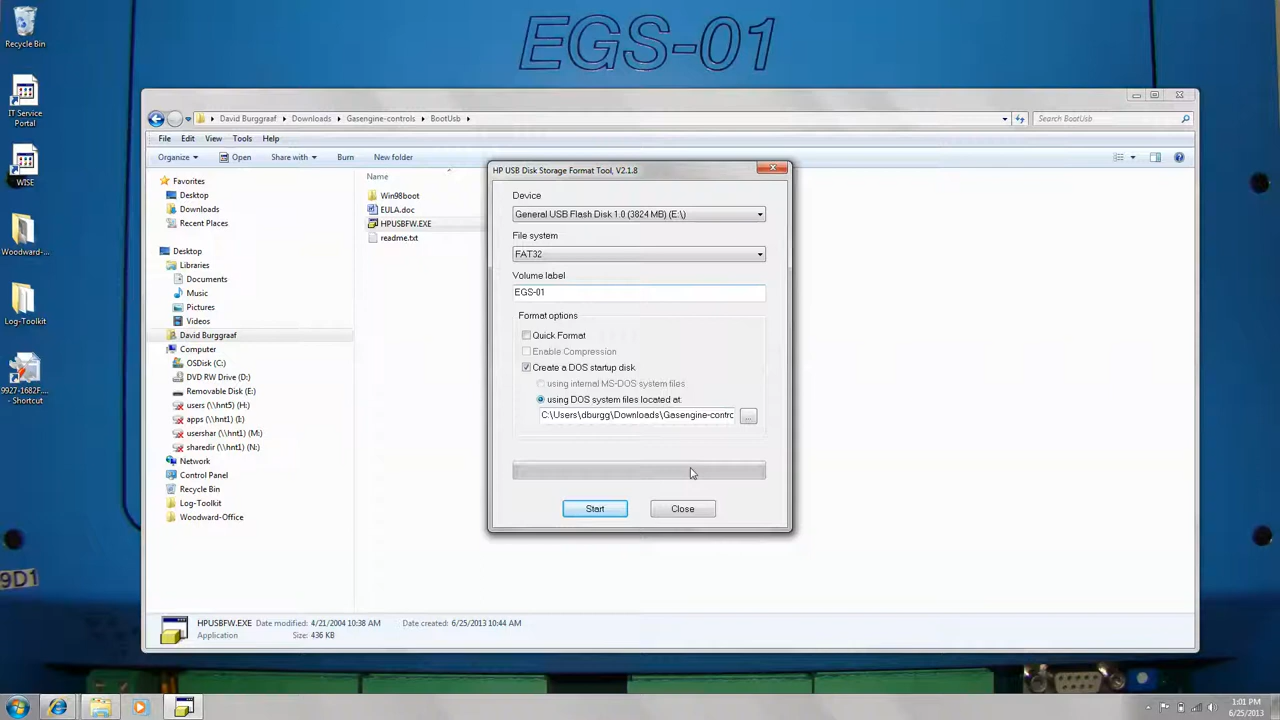 EGS-01
Recycle Bin
IT Service
Portal
WISE
Woodward-...
Log-Toolkit
9927-1682F...
- Shortcut
9D1
David Burggraaf
Downloads
Gasengine-controls
BootUsb
Search BootUsb
File
Edit
View
Tools
Help
Organize
Open
Share with
Burn
New folder
Favorites
Desktop
Downloads
Recent Places
Desktop
Libraries
Documents
Music
Pictures
Videos
David Burggraaf
Computer
OSDisk (C:)
DVD RW Drive (D:)
Removable Disk (E:)
users (\\hnt5) (H:)
apps (\\hnt1) (I:)
usershar (\\hnt1) (M:)
sharedir (\\hnt1) (N:)
Network
Control Panel
Recycle Bin
Log-Toolkit
Woodward-Office
Name
Win98boot
EULA.doc
HPUSBFW.EXE
readme.txt
HP USB Disk Storage Format Tool, V2.1.8
Device
General USB Flash Disk 1.0 (3824 MB) (E:\)
File system
FAT32
Volume label
EGS-01
Format options
Quick Format
Enable Compression
Create a DOS startup disk
using internal MS-DOS system files
using DOS system files located at:
C:\Users\dburgg\Downloads\Gasengine-contro
...
Start
Close
HPUSBFW.EXE Date modified: 4/21/2004 10:38 AM Date created: 6/25/2013 10:44 AM
Application Size: 436 KB
1:01 PM
6/25/2013